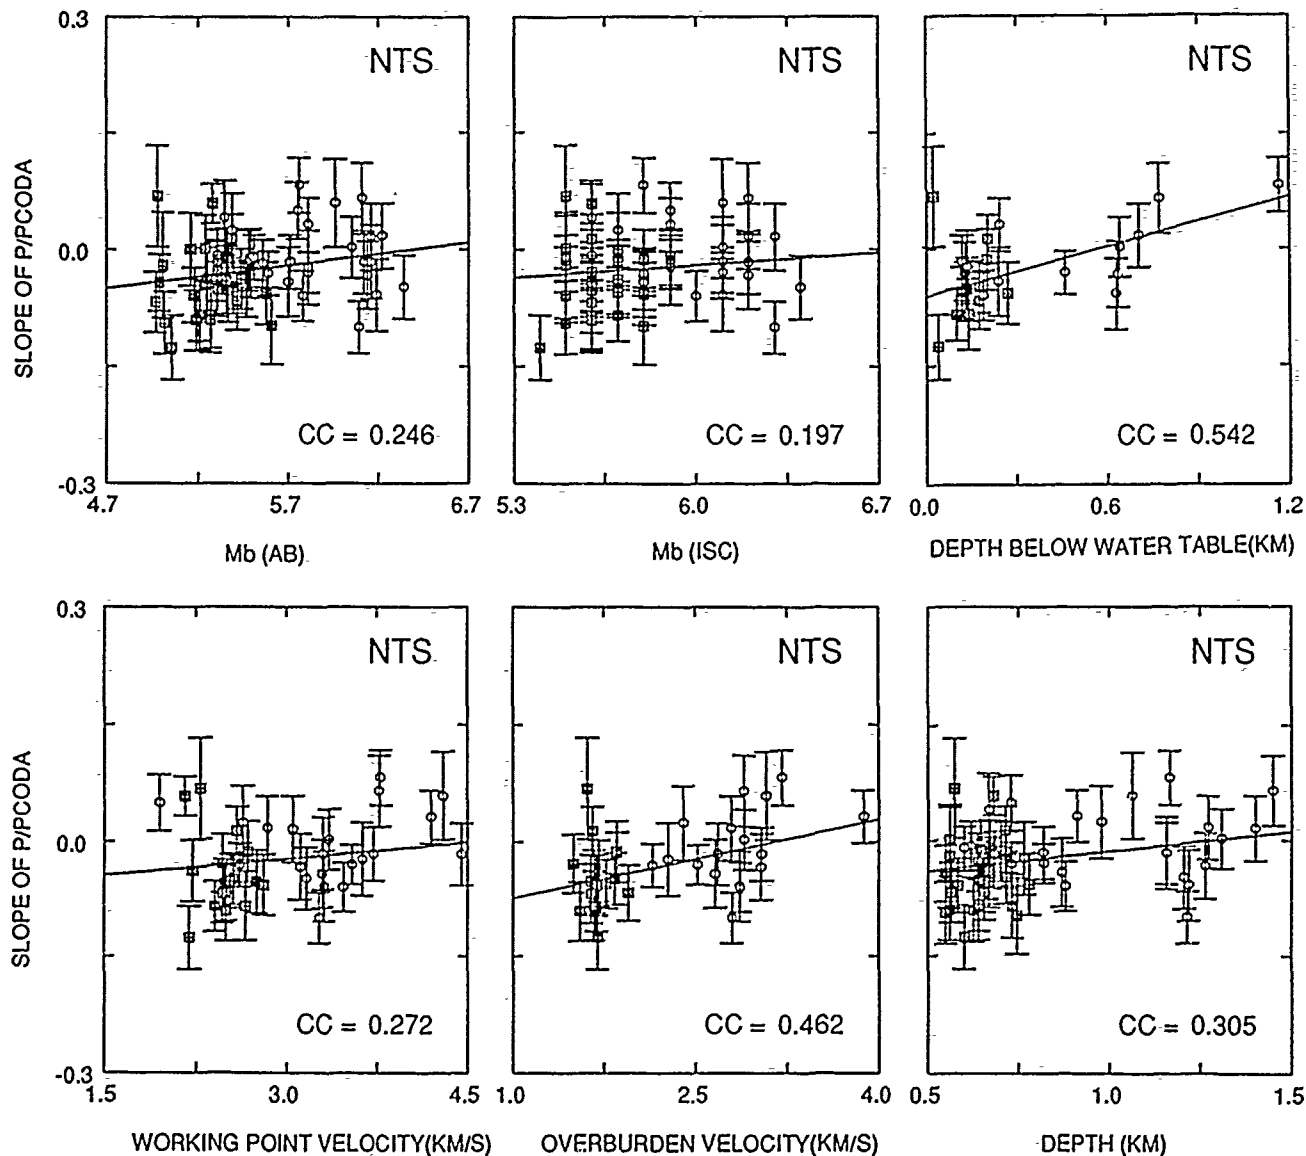 0.3
NTS
NTS
NTS
SLOPE OF P/PCODA
0.0
CC = 0.246
CC = 0.197
CC = 0.542
-0.3
4.7
5.7
6.7
5.3
6.0
6.7
0.0
0.6
1.2
Mb (AB)
Mb (ISC)
DEPTH BELOW WATER TABLE(KM)
0.3
NTS
NTS
NTS
SLOPE OF P/PCODA
0.0
CC = 0.272
CC = 0.462
CC = 0.305
-0.3
1.5
3.0
4.5
1.0
2.5
4.0
0.5
1.0
1.5
WORKING POINT VELOCITY(KM/S)
OVERBURDEN VELOCITY(KM/S)
DEPTH (KM)